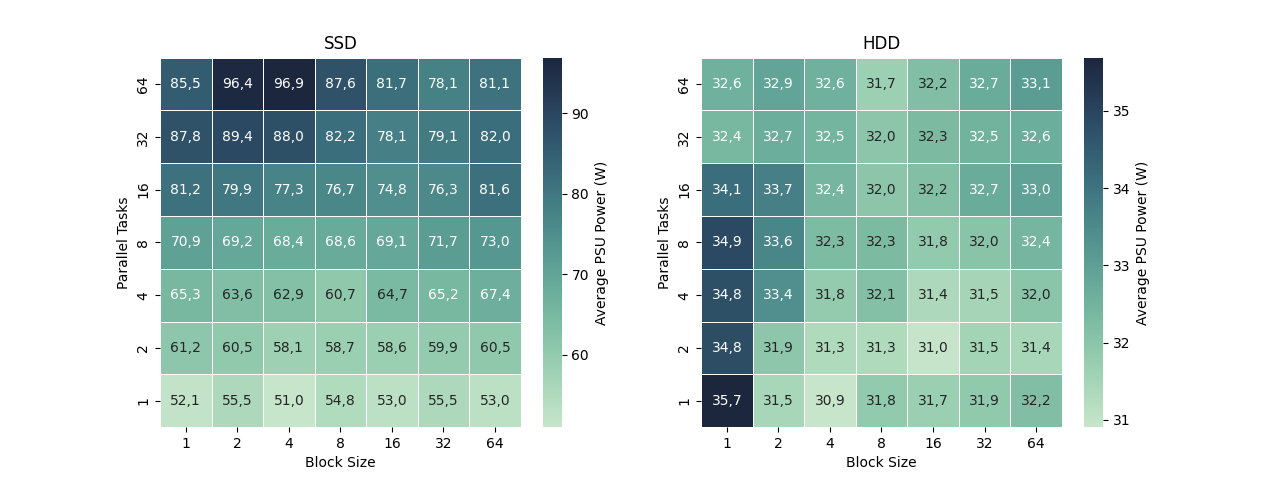 SSD
64 85,5 96,4 96,9 87,6 81,7 78,1 81,1
32 87,8 89,4 88,0 82,2 78,1 79,1 82,0
16 81,2 79,9 77,3 76,7 74,8 76,3 81,6
8 70,9 69,2 68,4 68,6 69,1 71,7 73,0
4 65,3 63,6 62,9 60,7 64,7 65,2 67,4
2 61,2 60,5 58,1 58,7 58,6 59,9 60,5
1 52,1 55,5 51,0 54,8 53,0 55,5 53,0
1 2 4 8 16 32 64
Block Size
Parallel Tasks
90
80
70
60
Average PSU Power (W)
HDD
64 32,6 32,9 32,6 31,7 32,2 32,7 33,1
32 32,4 32,7 32,5 32,0 32,3 32,5 32,6
16 34,1 33,7 32,4 32,0 32,2 32,7 33,0
8 34,9 33,6 32,3 32,3 31,8 32,0 32,4
4 34,8 33,4 31,8 32,1 31,4 31,5 32,0
2 34,8 31,9 31,3 31,3 31,0 31,5 31,4
1 35,7 31,5 30,9 31,8 31,7 31,9 32,2
1 2 4 8 16 32 64
Block Size
Parallel Tasks
35
34
33
32
31
Average PSU Power (W)